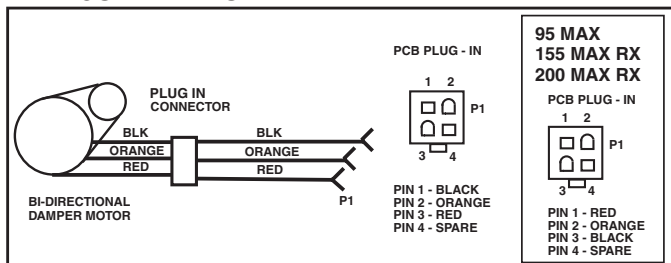 PLUG IN
CONNECTOR
BLK
ORANGE
RED
BLK
ORANGE
RED
P1
BI-DIRECTIONAL
DAMPER MOTOR
PCB PLUG - IN
1 2
P1
3 4
PIN 1 - BLACK
PIN 2 - ORANGE
PIN 3 - RED
PIN 4 - SPARE
95 MAX
155 MAX RX
200 MAX RX
PCB PLUG - IN
1 2
P1
3 4
PIN 1 - RED
PIN 2 - ORANGE
PIN 3 - BLACK
PIN 4 - SPARE